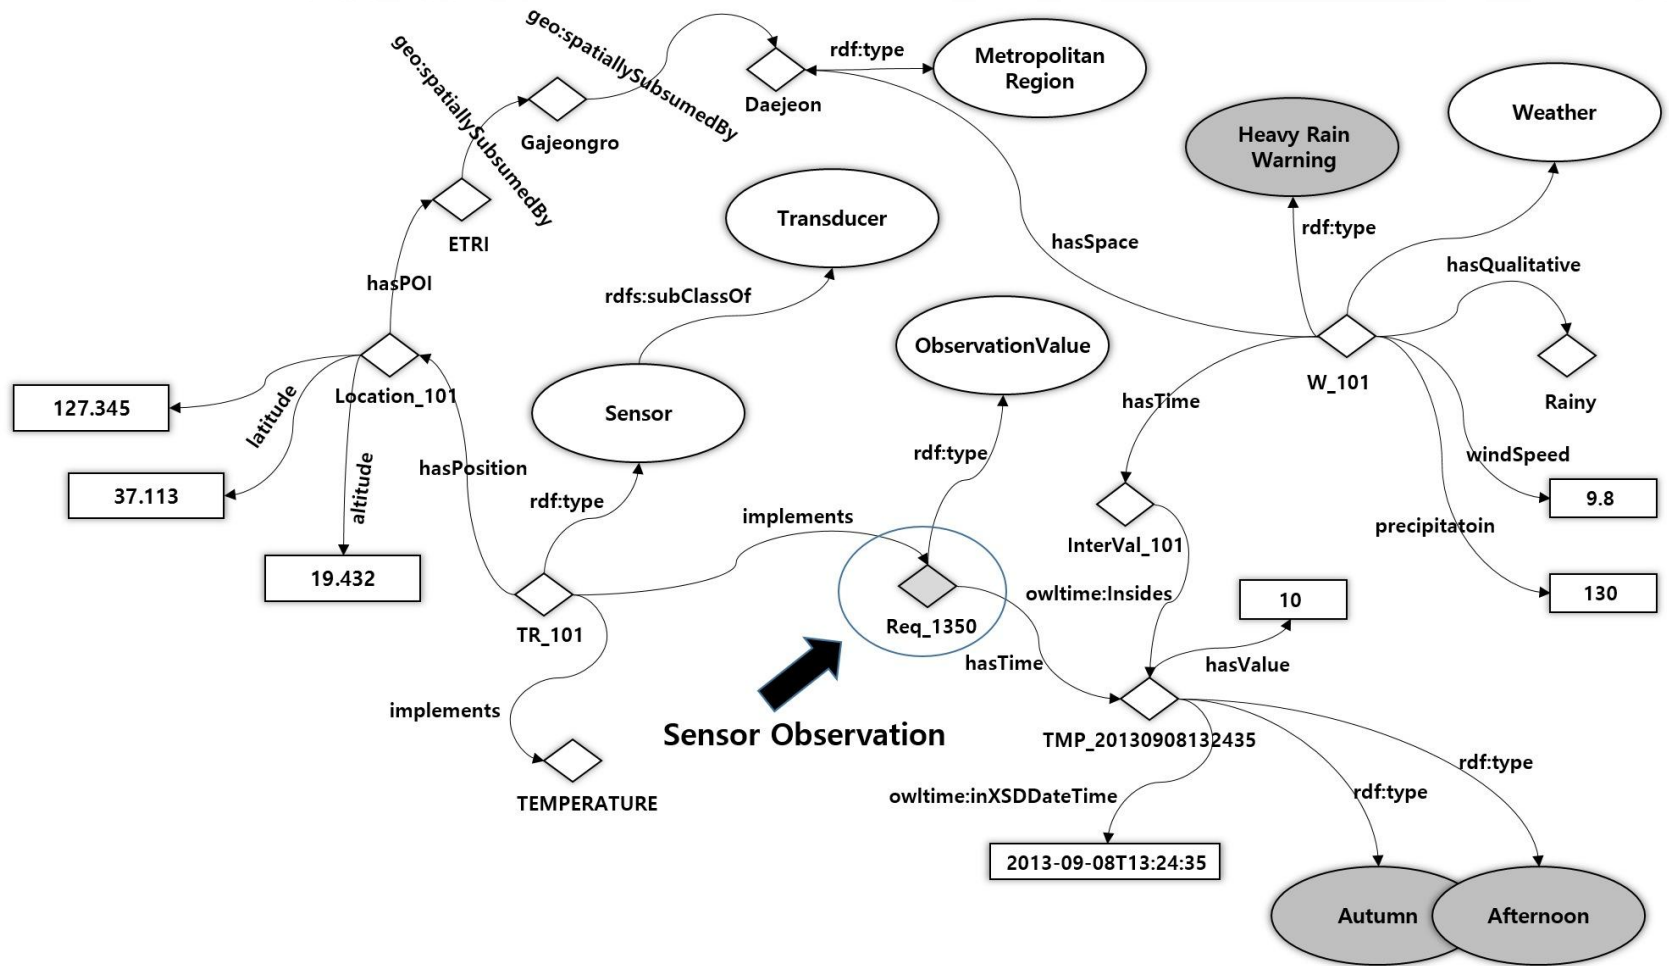 geo:spatiallySubsumedBy
geo:spatiallySubsumedBy
rdf:type
Metropolitan
Region
Daejeon
Gajeongro
Heavy Rain
Warning
Weather
ETRI
Transducer
hasSpace
rdf:type
hasPOI
rdfs:subClassOf
hasQualitative
ObservationValue
Location_101
127.345
latitude
Sensor
W_101
Rainy
hasTime
hasPosition
rdf:type
windSpeed
37.113
altitude
rdf:type
9.8
implements
precipitatoin
InterVal_101
19.432
owltime:Insides
10
130
TR_101
Req_1350
hasTime
hasValue
implements
Sensor Observation
TMP_20130908132435
rdf:type
TEMPERATURE
owltime:inXSDDateTime
rdf:type
2013-09-08T13:24:35
Autumn
Afternoon